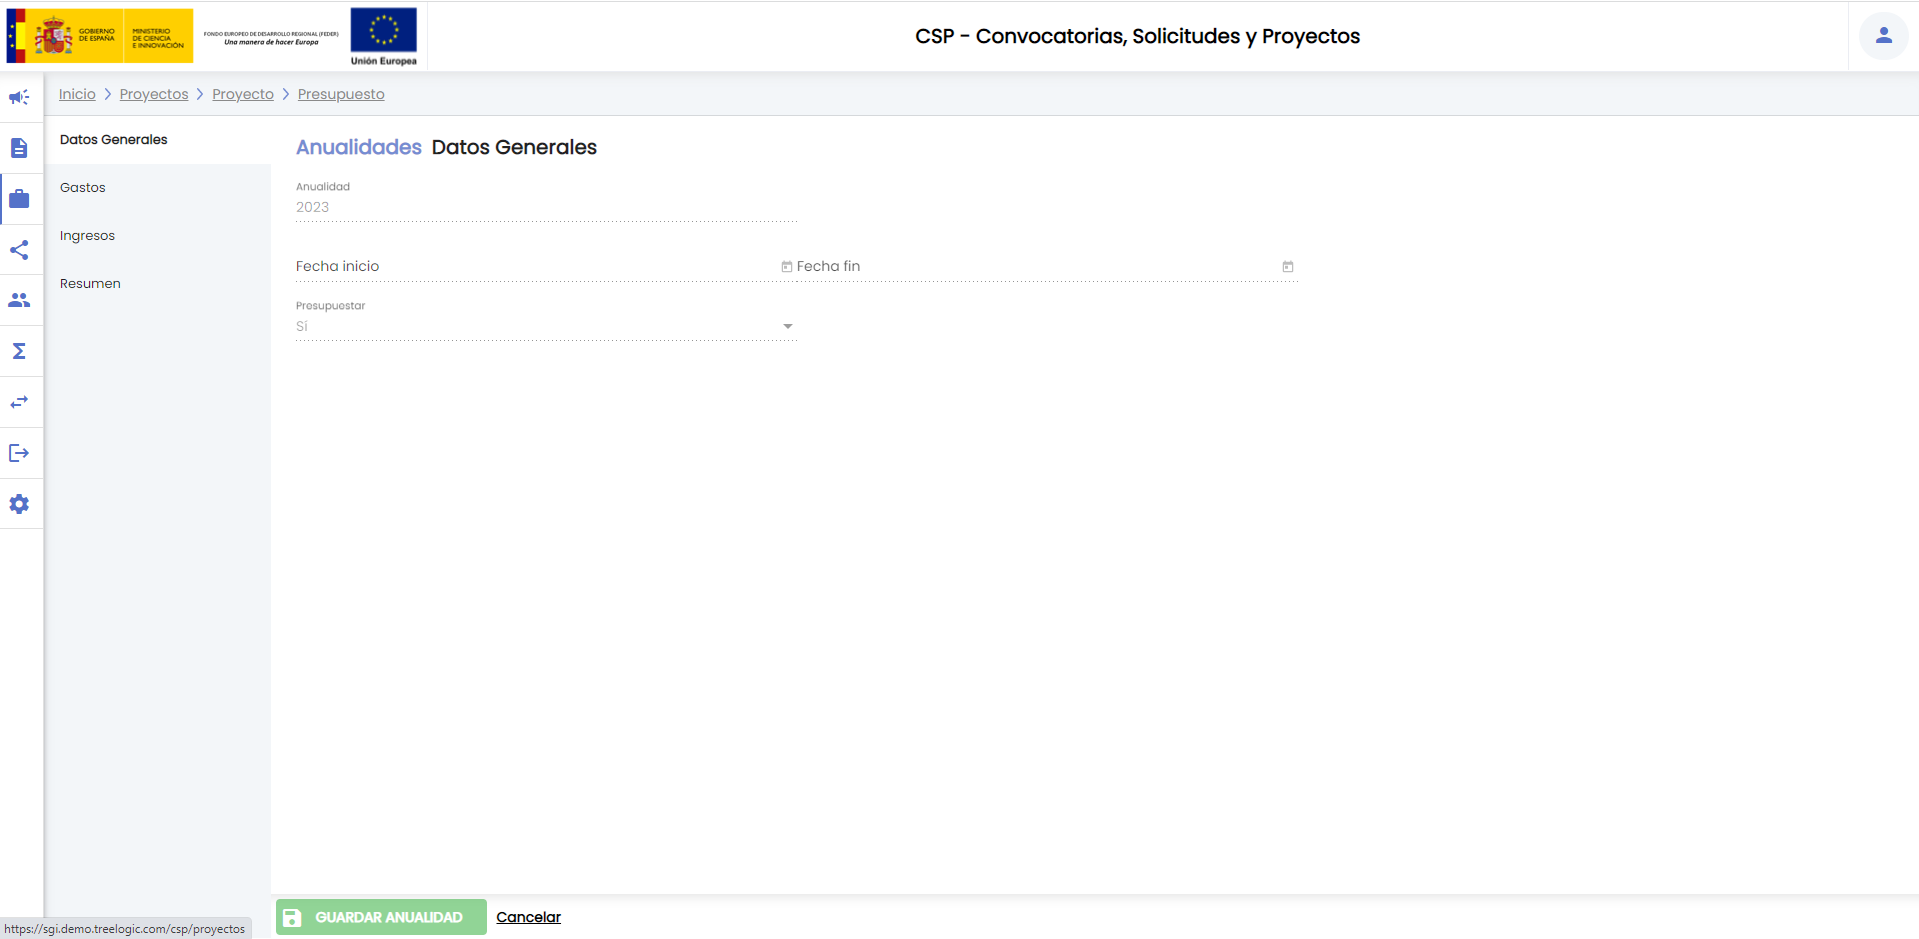 GOBIERNO
DE ESPAÑA
MINISTERIO
DE CIENCIA
E INNOVACIÓN
FONDO EUROPEO DE DESARROLLO REGIONAL (FEDER)
Una manera de hacer Europa
Unión Europea
CSP - Convocatorias, Solicitudes y Proyectos
Inicio > Proyectos > Proyecto > Presupuesto
Datos Generales
Gastos
Ingresos
Resumen
Anualidades Datos Generales
Anualidad
2023
Fecha inicio Fecha fin
Presupuestar
Sí
GUARDAR ANUALIDAD Cancelar
https://sgi.demo.treelogic.com/csp/proyectos